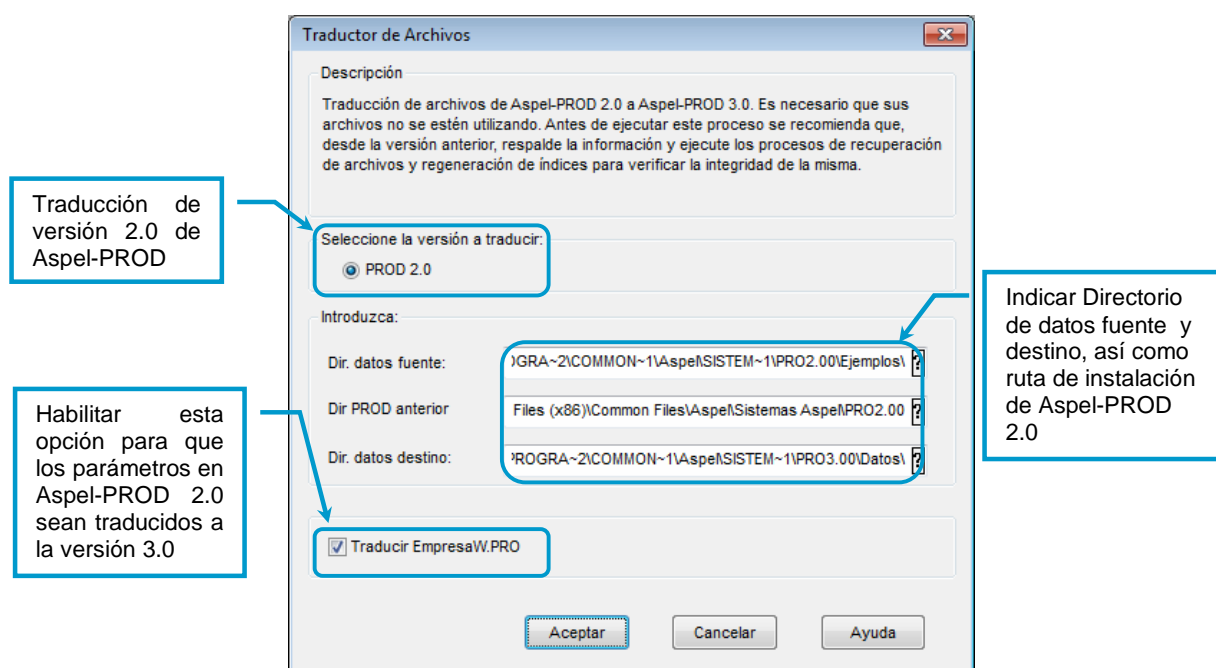 Traductor de Archivos
Descripción
Traducción de archivos de Aspel-PROD 2.0 a Aspel-PROD 3.0. Es necesario que sus
archivos no se estén utilizando. Antes de ejecutar este proceso se recomienda que,
desde la versión anterior, respalde la información y ejecute los procesos de recuperación
de archivos y regeneración de índices para verificar la integridad de la misma.
Traducción de
versión 2.0 de
Aspel-PROD
Seleccione la versión a traducir:
PROD 2.0
Introduzca:
Dir. datos fuente: OGRA~2\COMMON~1\Aspel\SISTEM~1\PRO2.00\Ejemplos\ ?
Dir PROD anterior Files (x86)\Common Files\Aspel\Sistemas Aspel\PRO2.00 ?
Dir. datos destino: PROGRA~2\COMMON~1\Aspel\SISTEM~1\PRO3.00\Datos\ ?
Indicar Directorio
de datos fuente y
destino, así como
ruta de instalación
de Aspel-PROD
2.0
Habilitar esta
opción para que
los parámetros en
Aspel-PROD 2.0
sean traducidos a
la versión 3.0
Traducir EmpresaW.PRO
Aceptar Cancelar Ayuda